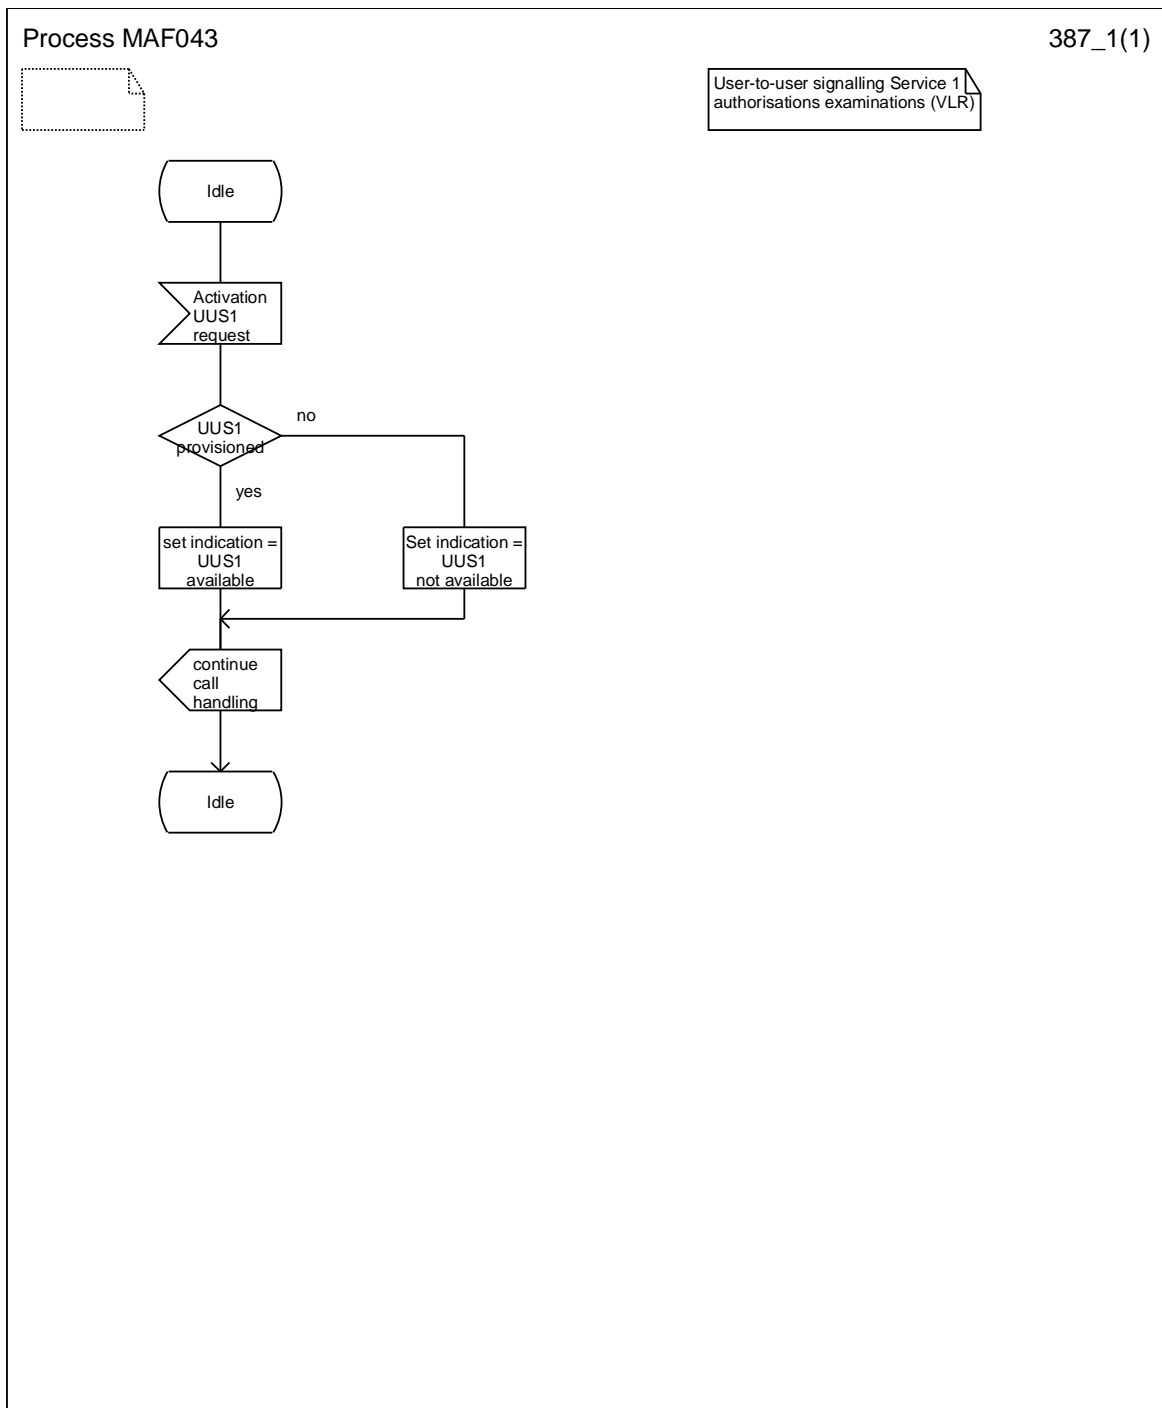 Process MAF043
387_1(1)
User-to-user signalling Service 1
authorisations examinations (VLR)
Idle
Activation
UUS1
request
UUS1
provisioned
no
yes
set indication =
UUS1
available
Set indication =
UUS1
not available
continue
call
handling
Idle